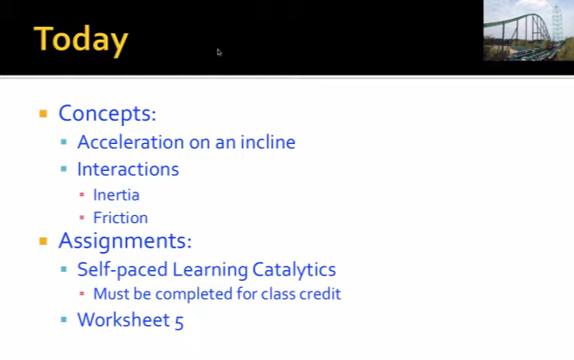 Today
Concepts:
Acceleration on an incline
Interactions
Inertia
Friction
Assignments:
Self-paced Learning Catalytics
Must be completed for class credit
Worksheet 5